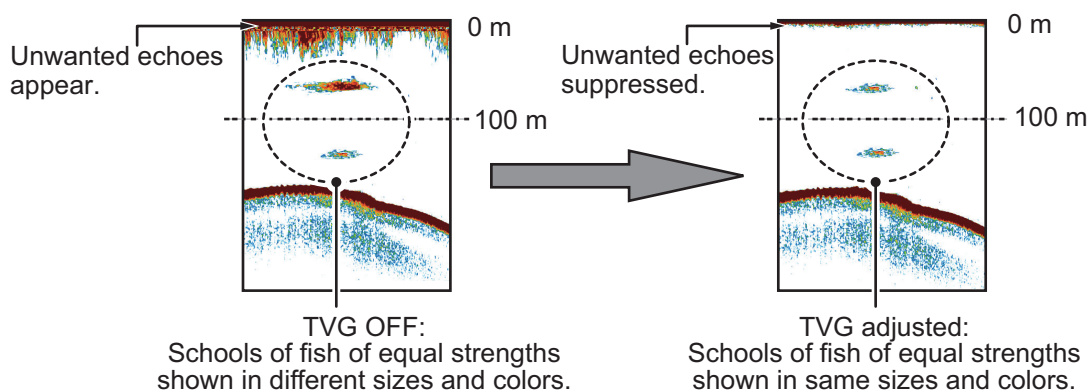 Unwanted echoes
appear.
0 m
100 m
TVG OFF:
Schools of fish of equal strengths
shown in different sizes and colors.
Unwanted echoes
suppressed.
0 m
100 m
TVG adjusted:
Schools of fish of equal strengths
shown in same sizes and colors.